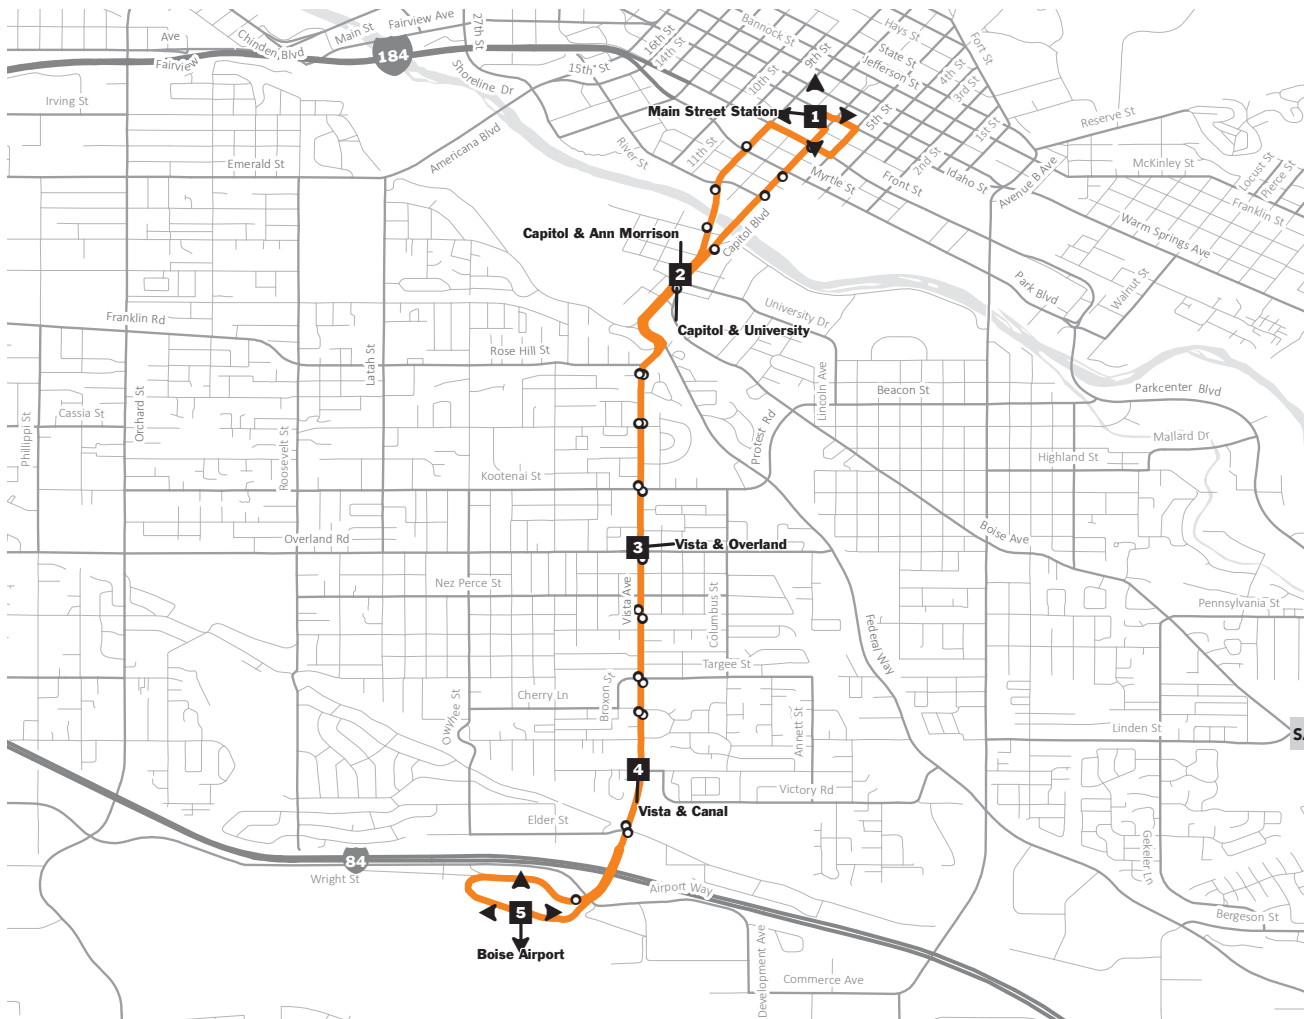 Ave
Chinden Blvd
Main St
Fairview Ave
27th St
16th St
14th St
Bannock St
9th St
Hays St
State St
Jefferson St
Fort St
Fairview
184
Shoreline Dr
15th St
10th St
4th St
3rd St
Irving St
Main Street Station
1
5th St
1st St
Reserve St
Americana Blvd
River St
11th St
Emerald St
Myrtle St
Front St
2nd St
Idaho St
Avenue B Ave
McKinley St
Locust St
Pierce St
Franklin St
Capitol & Ann Morrison
Capitol Blvd
Warm Springs Ave
2
Park Blvd
Walnut St
Franklin Rd
University Dr
Capitol & University
Rose Hill St
Latah St
Lincoln Ave
Beacon St
Parkcenter Blvd
Phillippi St
Cassia St
Orchard St
Roosevelt St
Protest Rd
Mallard Dr
Highland St
Kootenai St
Overland Rd
3
Vista & Overland
Boise Ave
Nez Perce St
Vista Ave
Columbus St
Pennsylvania St
Federal Way
Targee St
Cherry Ln
Broxon St
Owyhee St
Annett St
Linden St
SA
4
Victory Rd
Vista & Canal
Elder St
Gekeler Ln
84
Wright St
Airport Way
5
Bergeson St
Boise Airport
Development Ave
Commerce Ave